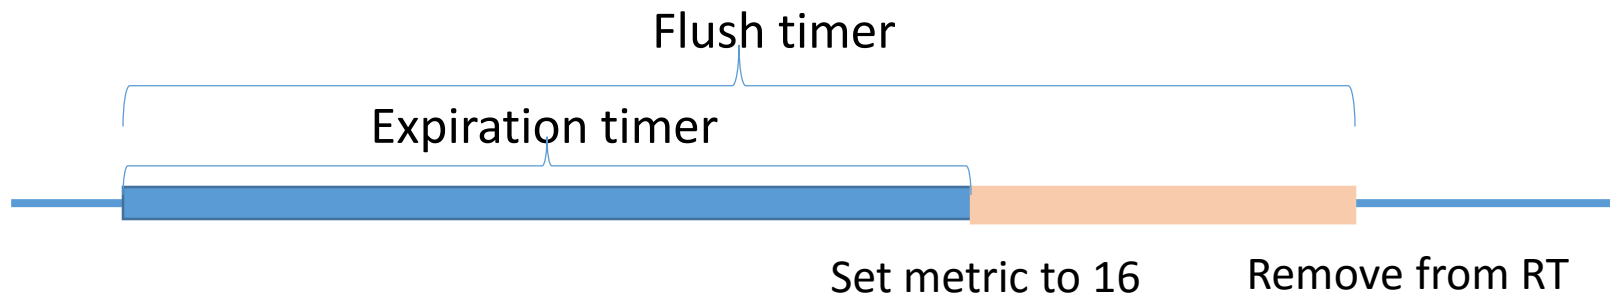 Flush timer
Expiration timer
Set metric to 16
Remove from RT